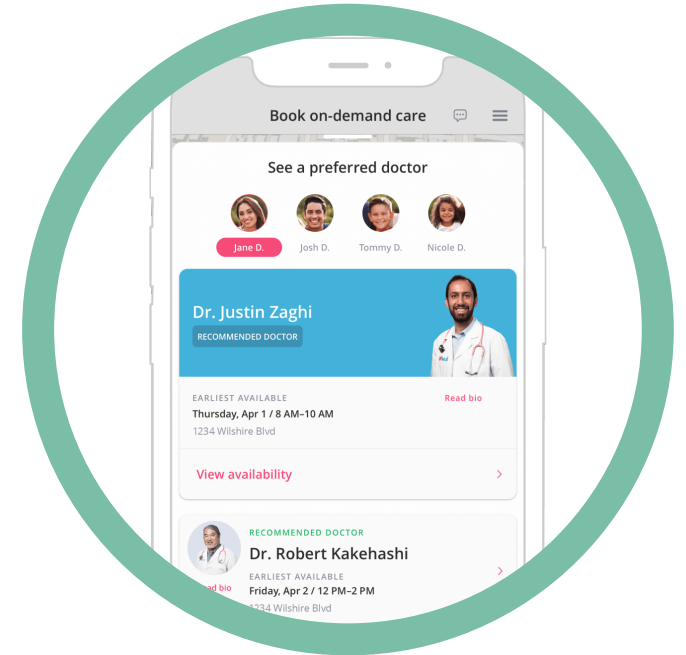 Book on-demand care
See a preferred doctor
Jane D. Josh D. Tommy D. Nicole D.
Dr. Justin Zaghi
RECOMMENDED DOCTOR
EARLIEST AVAILABLE Read bio
Thursday, Apr 1 / 8 AM–10 AM
1234 Wilshire Blvd
View availability
RECOMMENDED DOCTOR
Dr. Robert Kakehashi
EARLIEST AVAILABLE
bio Friday, Apr 2 / 12 PM–2 PM
1234 Wilshire Blvd